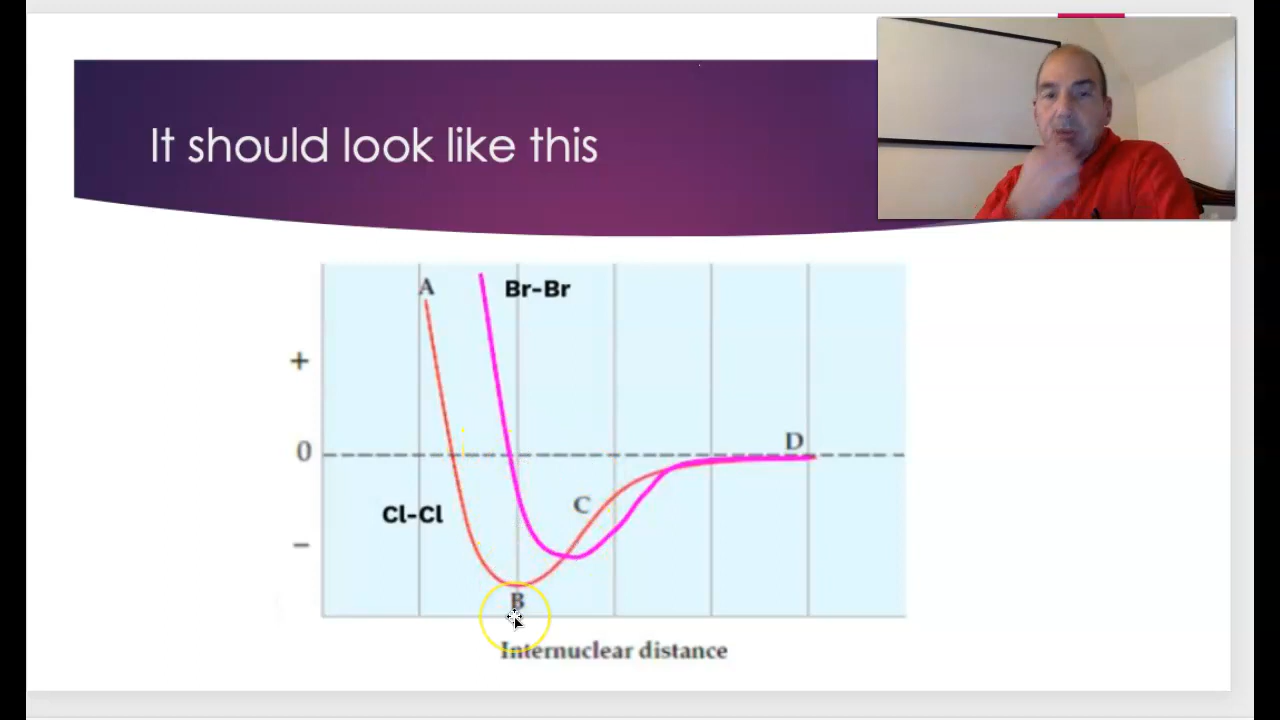 It should look like this
A
Br-Br
+
0
D
Cl-Cl
C
–
B
Internuclear distance